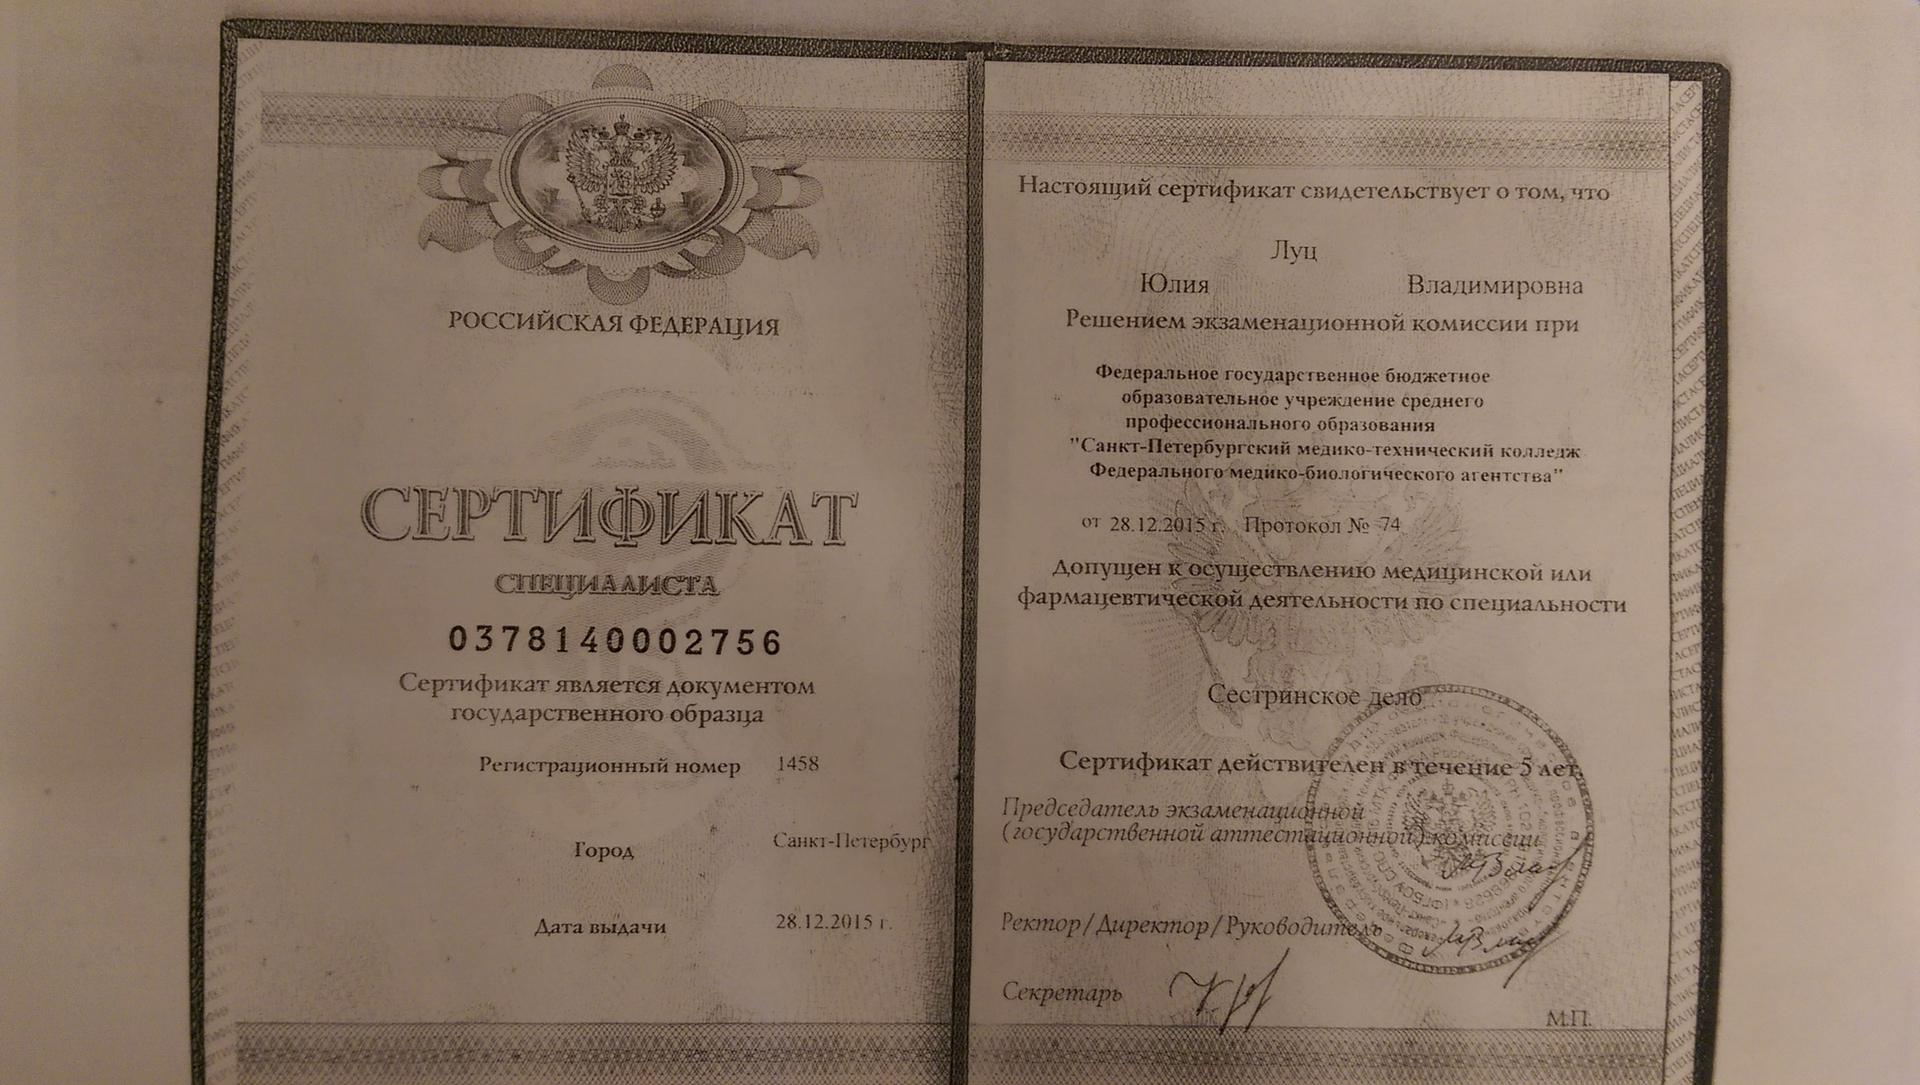 РОССИЙСКАЯ ФЕДЕРАЦИЯ
СЕРТИФИКАТ
СПЕЦИАЛИСТА
0378140002756
Сертификат является документом
государственного образца
Регистрационный номер 1458
Город Санкт-Петербург
Дата выдачи 28.12.2015 г.
Настоящий сертификат свидетельствует о том, что
Луц
Юлия Владимировна
Решением экзаменационной комиссии при
Федеральное государственное бюджетное
образовательное учреждение среднего
профессионального образования
"Санкт-Петербургский медико-технический колледж
Федерального медико-биологического агентства"
от 28.12.2015 г. Протокол № 74
Допущен к осуществлению медицинской или
фармацевтической деятельности по специальности
Сестринское дело
Сертификат действителен в течение 5 лет
Председатель экзаменационной
(государственной аттестационной) комиссии
Ректор/Директор/Руководитель
Секретарь
М.П.